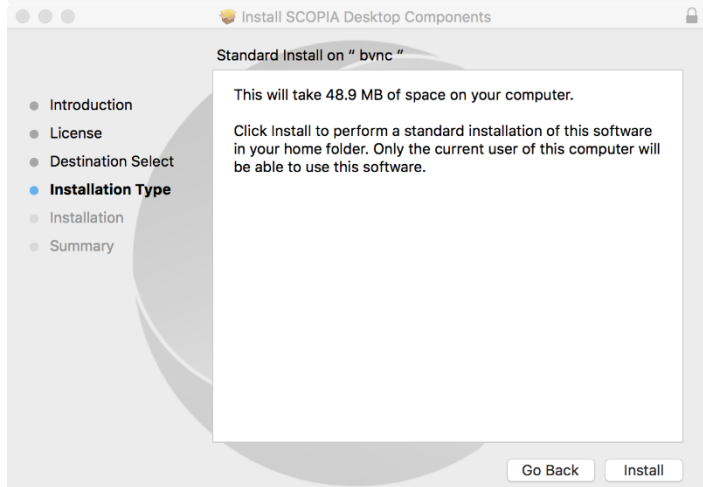 Install SCOPIA Desktop Components
Standard Install on " bvnc "
Introduction
License
Destination Select
Installation Type
Installation
Summary
This will take 48.9 MB of space on your computer.
Click Install to perform a standard installation of this software
in your home folder. Only the current user of this computer will
be able to use this software.
Go Back
Install